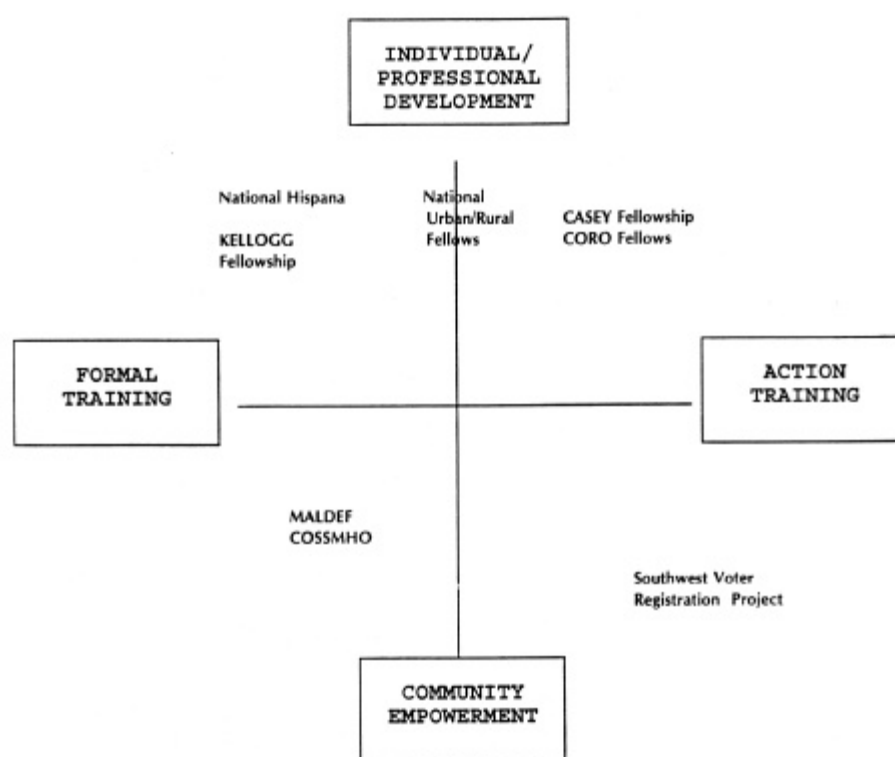 INDIVIDUAL/
PROFESSIONAL
DEVELOPMENT
National Hispana
KELLOGG
Fellowship
National
Urban/Rural
Fellows
CASEY Fellowship
CORO Fellows
FORMAL
TRAINING
ACTION
TRAINING
MALDEF
COSSMHO
Southwest Voter
Registration Project
COMMUNITY
EMPOWERMENT